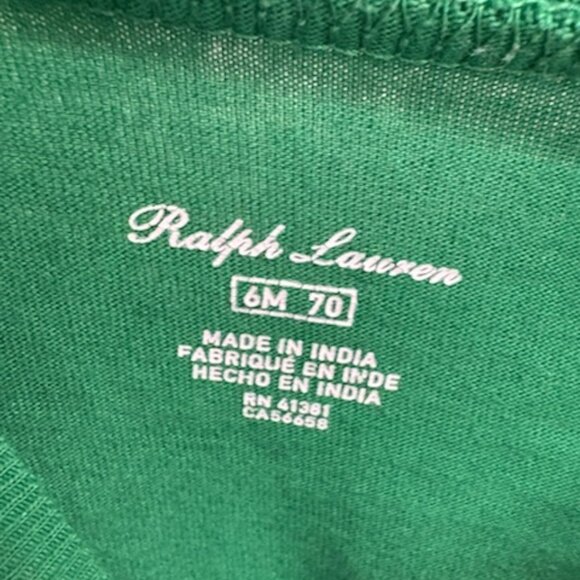 Ralph Lauren
6M 70
MADE IN INDIA
FABRIQUÉ EN INDE
HECHO EN INDIA
RN 41381
CA56658